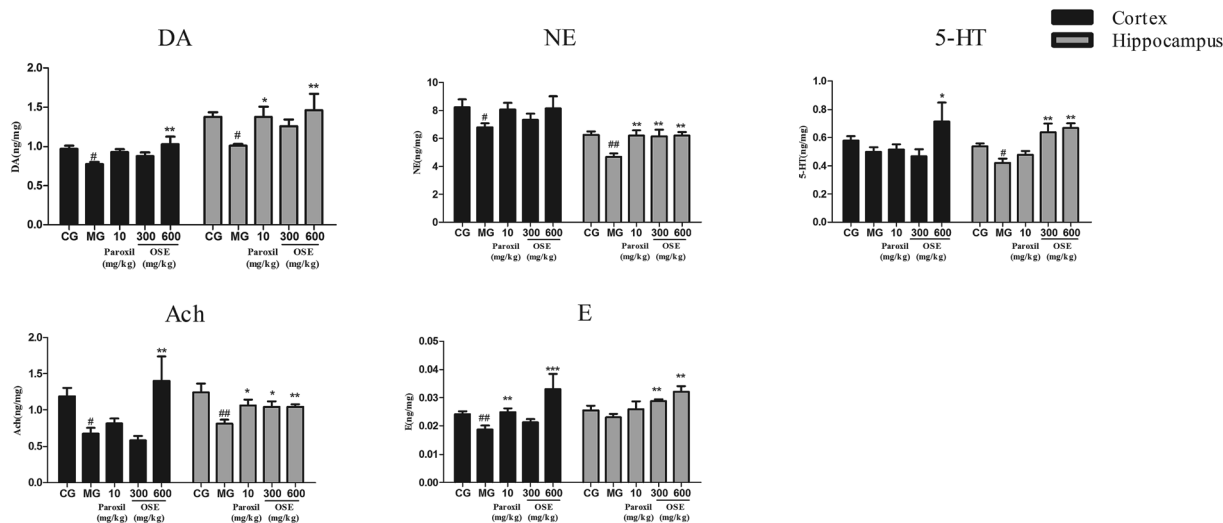 Cortex
Hippocampus
DA
DA(ng/mg)
2.0
1.5
1.0
0.5
0.0
# ** # * **
CG MG 10 300 600 CG MG 10 300 600
Paroxil OSE Paroxil OSE
(mg/kg) (mg/kg) (mg/kg) (mg/kg)
NE
NE(ng/mg)
10
8
6
4
2
0
# ## ** ** **
CG MG 10 300 600 CG MG 10 300 600
Paroxil OSE Paroxil OSE
(mg/kg) (mg/kg) (mg/kg) (mg/kg)
5-HT
5-HT(ng/mg)
1.0
0.8
0.6
0.4
0.2
0.0
* # ** **
CG MG 10 300 600 CG MG 10 300 600
Paroxil OSE Paroxil OSE
(mg/kg) (mg/kg) (mg/kg) (mg/kg)
Ach
Ach(ng/mg)
2.0
1.5
1.0
0.5
0.0
# ** ## * * **
CG MG 10 300 600 CG MG 10 300 600
Paroxil OSE Paroxil OSE
(mg/kg) (mg/kg) (mg/kg) (mg/kg)
E
E(ng/mg)
0.05
0.04
0.03
0.02
0.01
0.00
## ** *** ** **
CG MG 10 300 600 CG MG 10 300 600
Paroxil OSE Paroxil OSE
(mg/kg) (mg/kg) (mg/kg) (mg/kg)